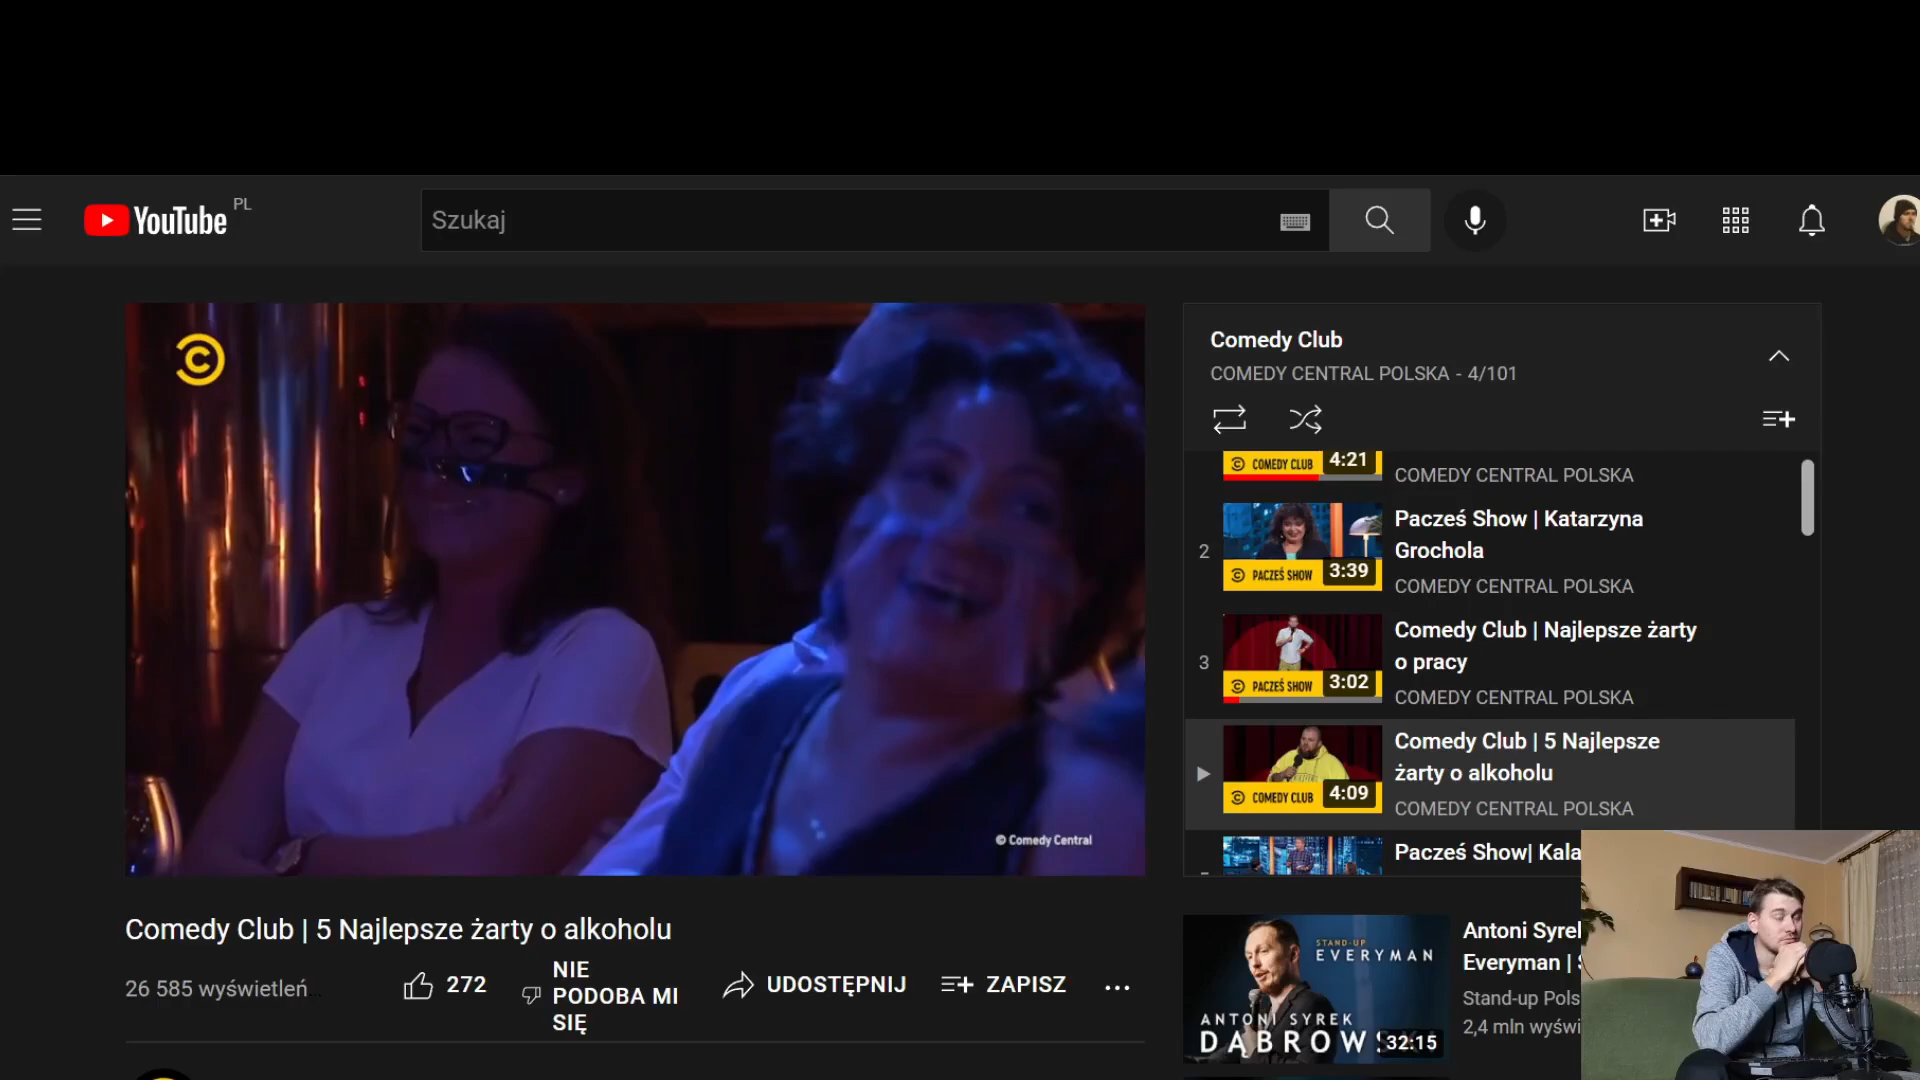 YouTube PL
Szukaj
© Comedy Central
Comedy Club
COMEDY CENTRAL POLSKA - 4/101
COMEDY CLUB 4:21
COMEDY CENTRAL POLSKA
2
PACZEŚ SHOW 3:39
Pacześ Show | Katarzyna
Grochola
COMEDY CENTRAL POLSKA
3
PACZEŚ SHOW 3:02
Comedy Club | Najlepsze żarty
o pracy
COMEDY CENTRAL POLSKA
COMEDY CLUB 4:09
Comedy Club | 5 Najlepsze
żarty o alkoholu
COMEDY CENTRAL POLSKA
Pacześ Show| Kala
Comedy Club | 5 Najlepsze żarty o alkoholu
26 585 wyświetleń...
272
NIE
PODOBA MI
SIĘ
UDOSTĘPNIJ
ZAPISZ
STAND-UP
EVERYMAN
ANTONI SYREK
DĄBROWS
32:15
Antoni Syrel
Everyman |
Stand-up Pols
2,4 mln wyświ